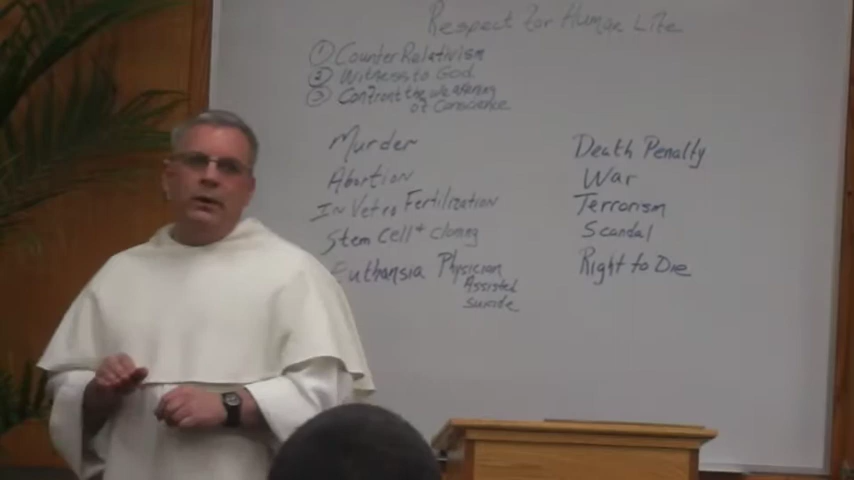 Respect for Human Life
① Counter Relativism
② Witness to God
③ Confront the weakening
of Conscience
Murder
Abortion
In Vetro Fertilization
Stem Cell + Cloning
Euthansia Physician
Assisted
suicide
Death Penalty
War
Terrorism
Scandal
Right to Die